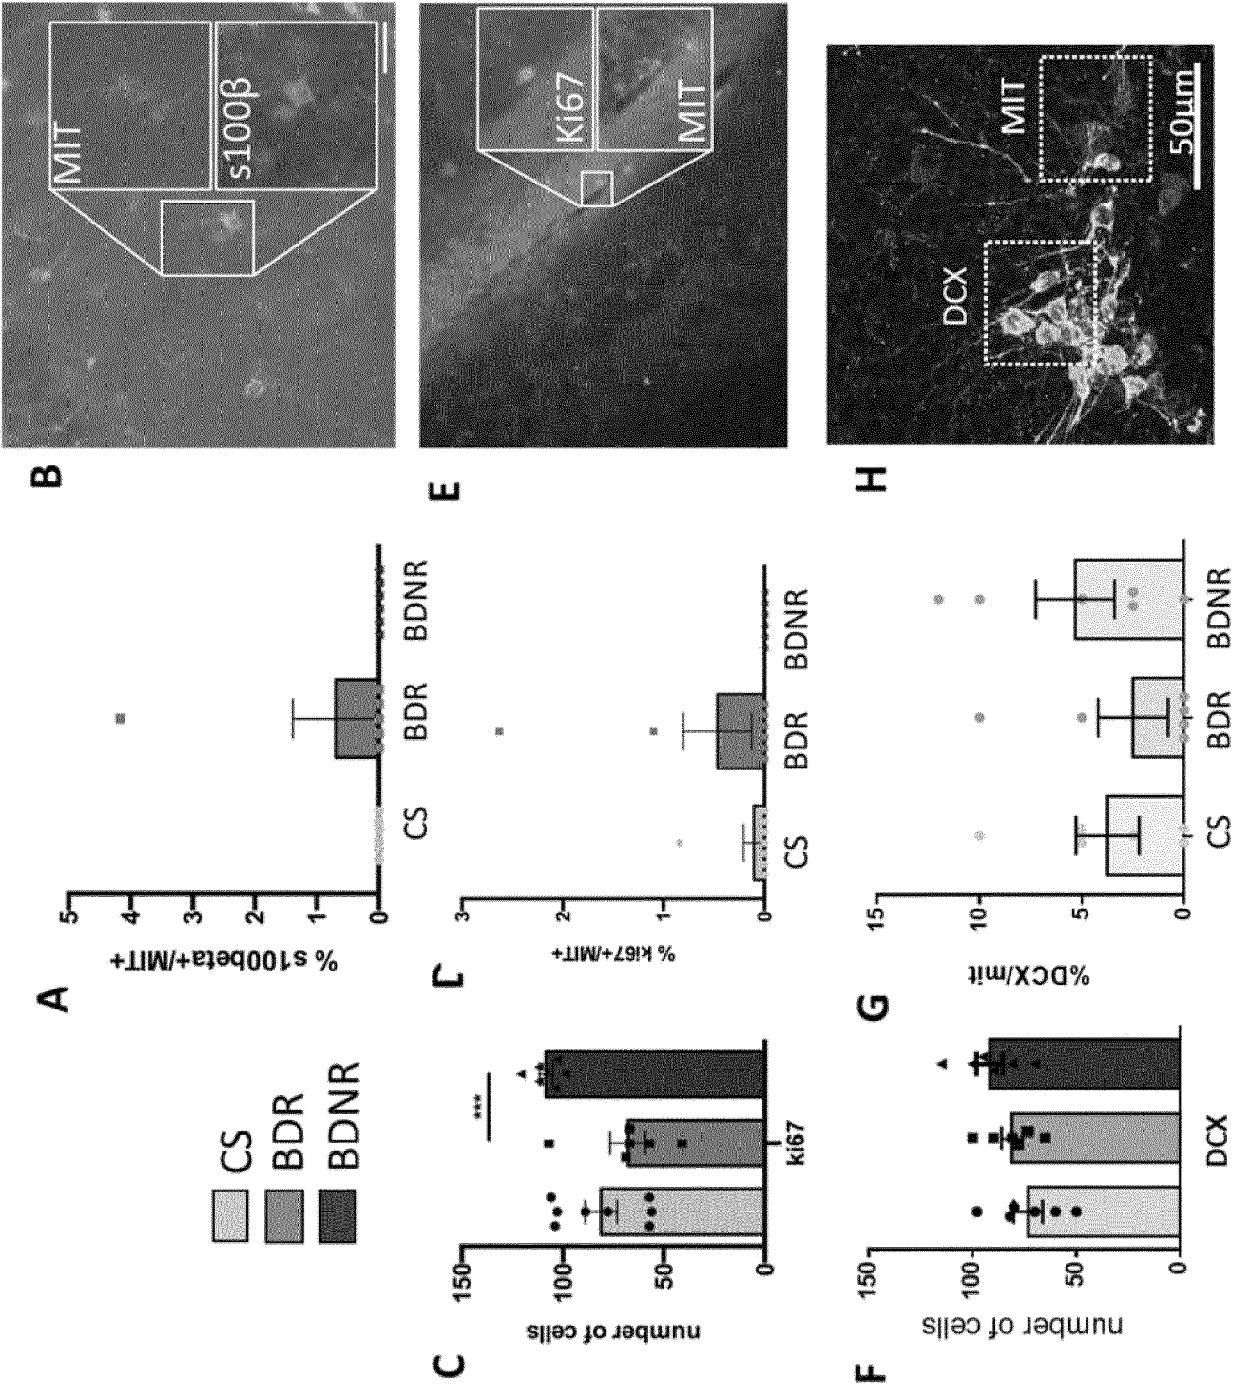 CS
BDR
BDNR
A
% s100beta+/MIT+
5
4
3
2
1
0
CS
BDR
BDNR
B
MIT
s100β
C
number of cells
150
100
50
0
***
ki67
D
% ki67+/MIT+
3
2
1
0
CS
BDR
BDNR
E
Ki67
MIT
F
number of cells
150
100
50
0
DCX
G
%DCX/mit
15
10
5
0
CS
BDR
BDNR
H
DCX
MIT
50µm